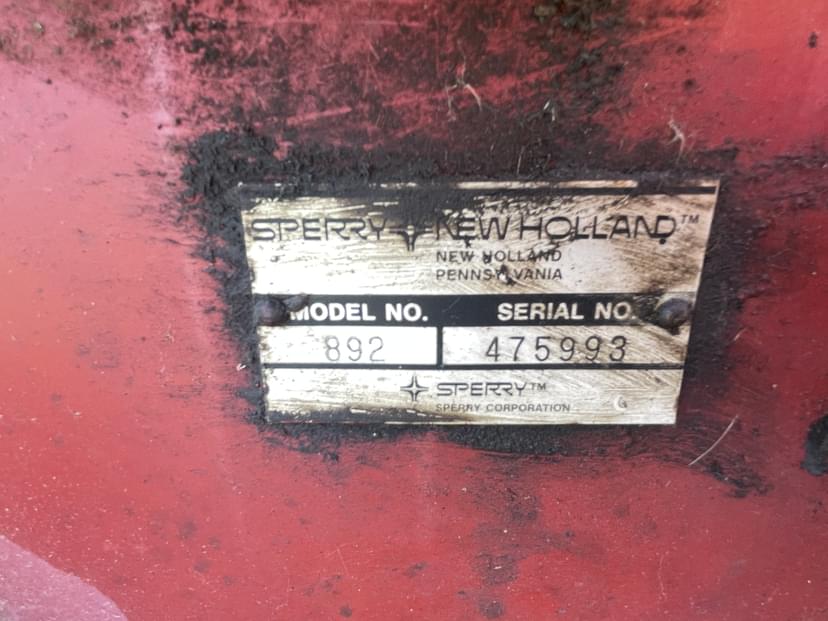 SPERRY NEW HOLLAND™
NEW HOLLAND
PENNSYLVANIA
MODEL NO. SERIAL NO.
892 475993
SPERRY™
SPERRY CORPORATION